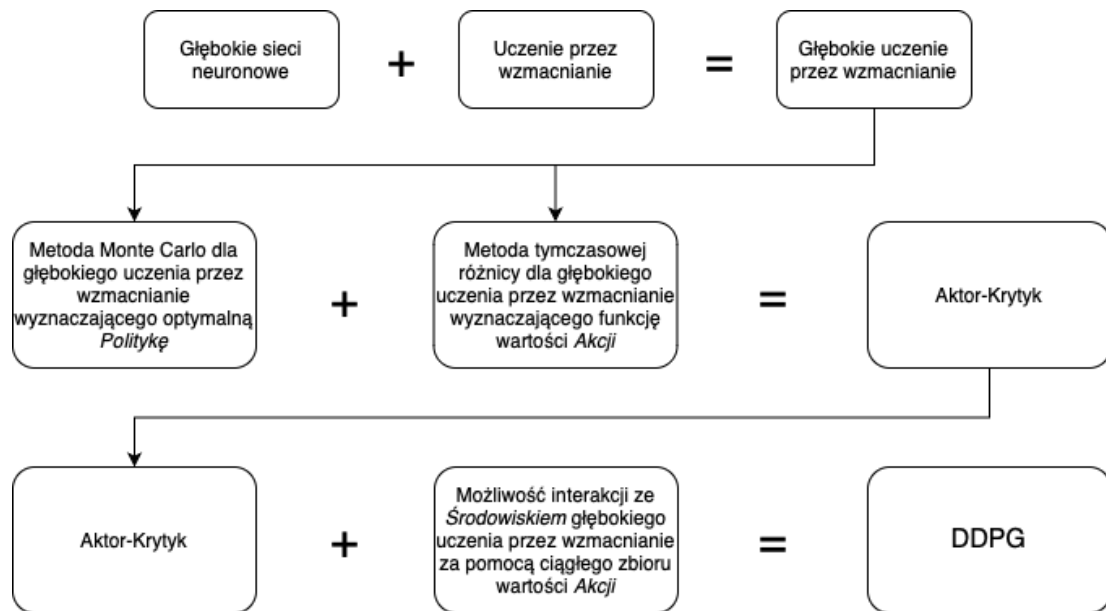 Głębokie sieci
neuronowe
+
Uczenie przez
wzmacnianie
=
Głębokie uczenie
przez wzmacnianie
Metoda Monte Carlo dla
głębokiego uczenia przez
wzmacnianie
wyznaczającego optymalną
Politykę
+
Metoda tymczasowej
różnicy dla głębokiego
uczenia przez wzmacnianie
wyznaczającego funkcję
wartości Akcji
=
Aktor-Krytyk
Aktor-Krytyk
+
Możliwość interakcji ze
Środowiskiem głębokiego
uczenia przez wzmacnianie
za pomocą ciągłego zbioru
wartości Akcji
=
DDPG